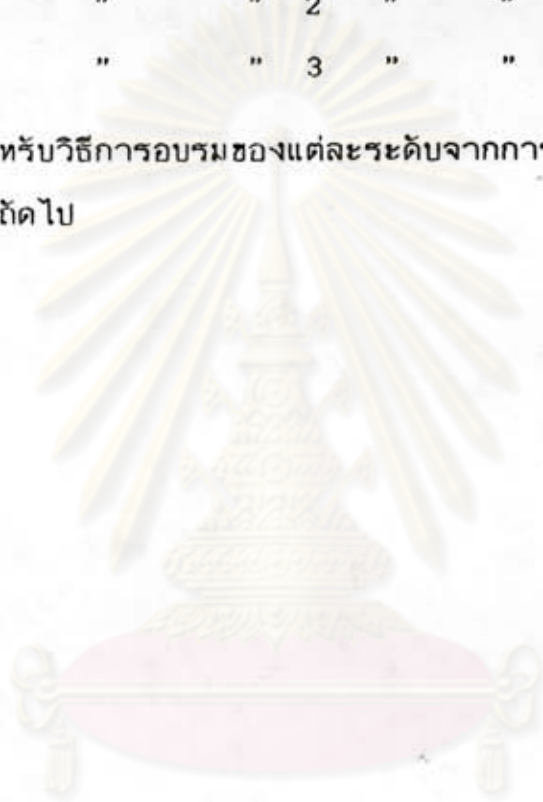 " " 2 " "
" " 3 " "
หรับวิธีการอบรมของแต่ละระดับจากการ
ถัดไป